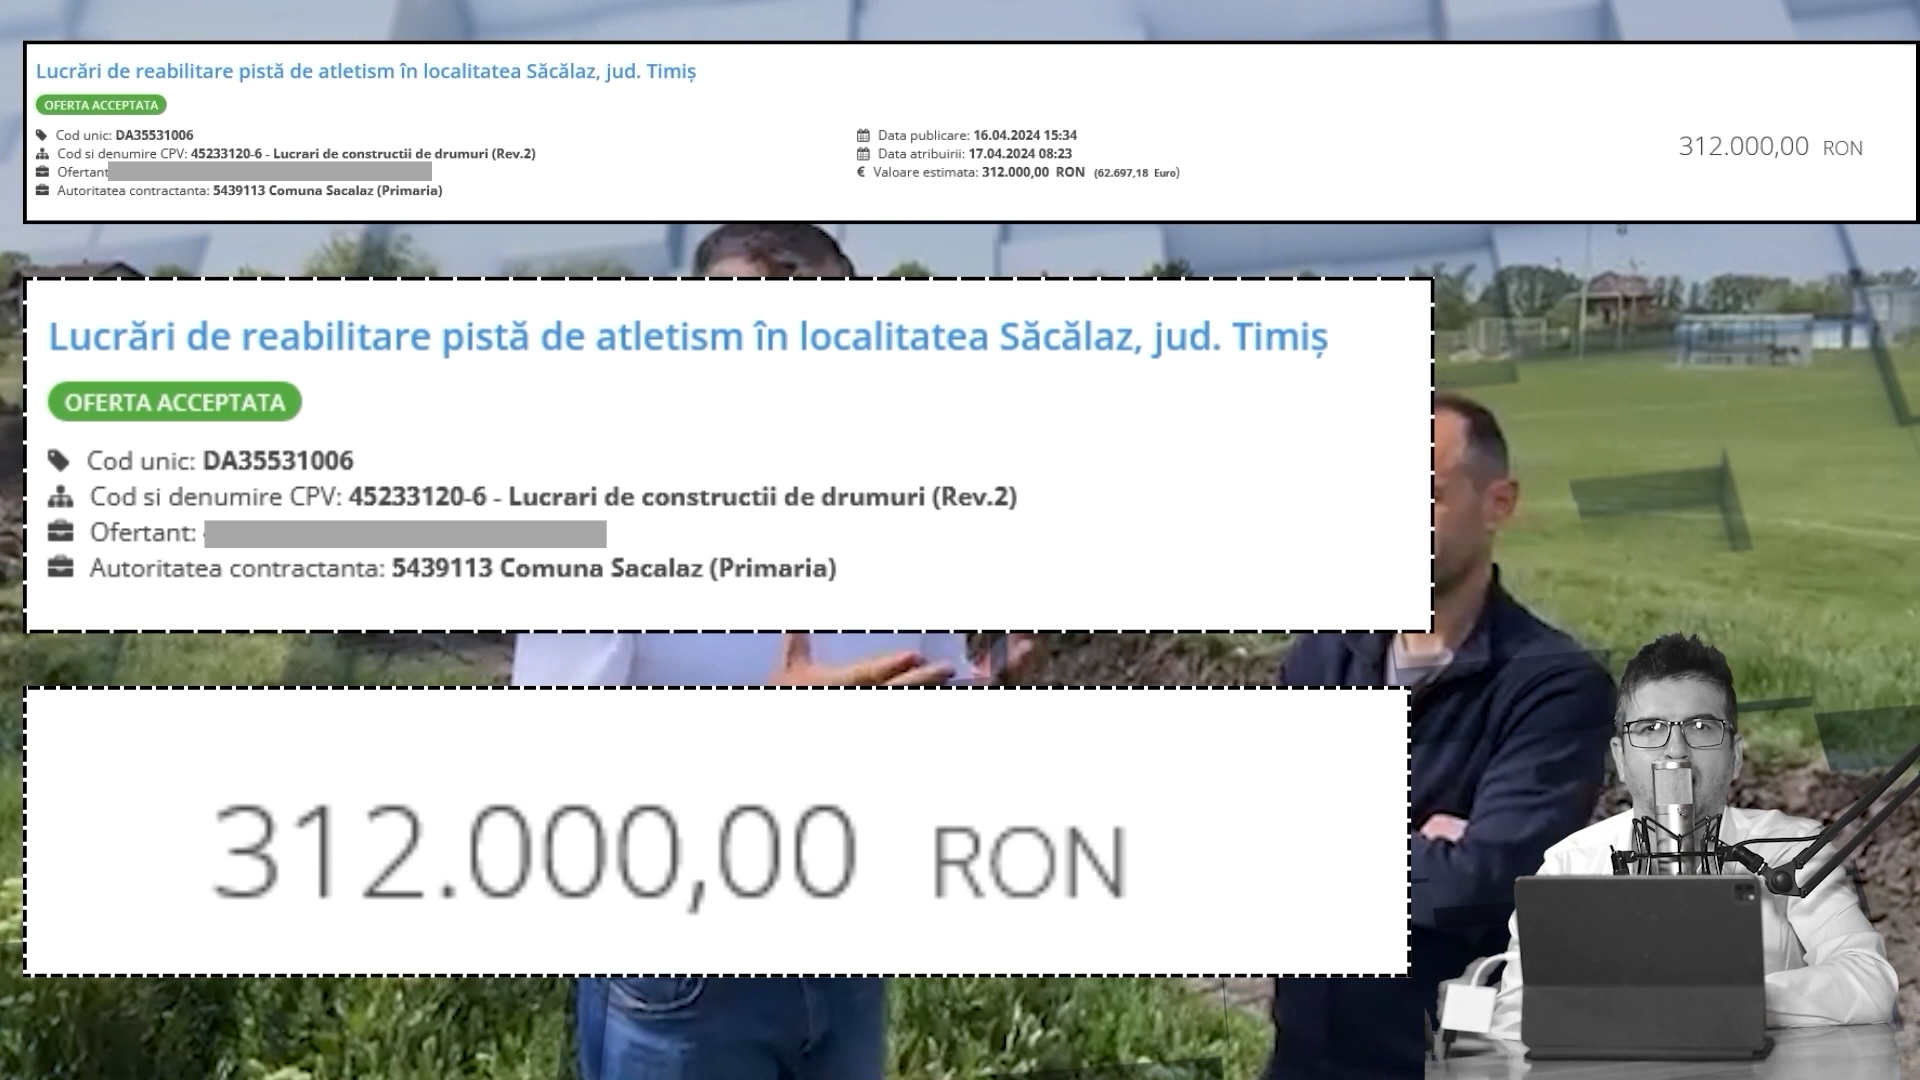 Lucrări de reabilitare pistă de atletism în localitatea Săcălaz, jud. Timiș
OFERTA ACCEPTATA
Cod unic: DA35531006
Cod si denumire CPV: 45233120-6 - Lucrari de constructii de drumuri (Rev.2)
Ofertant
Autoritatea contractanta: 5439113 Comuna Sacalaz (Primaria)
Data publicare: 16.04.2024 15:34
Data atribuirii: 17.04.2024 08:23
€ Valoare estimata: 312.000,00 RON (62.697,18 Euro)
312.000,00 RON
Lucrări de reabilitare pistă de atletism în localitatea Săcălaz, jud. Timiș
OFERTA ACCEPTATA
Cod unic: DA35531006
Cod si denumire CPV: 45233120-6 - Lucrari de constructii de drumuri (Rev.2)
Ofertant:
Autoritatea contractanta: 5439113 Comuna Sacalaz (Primaria)
312.000,00 RON